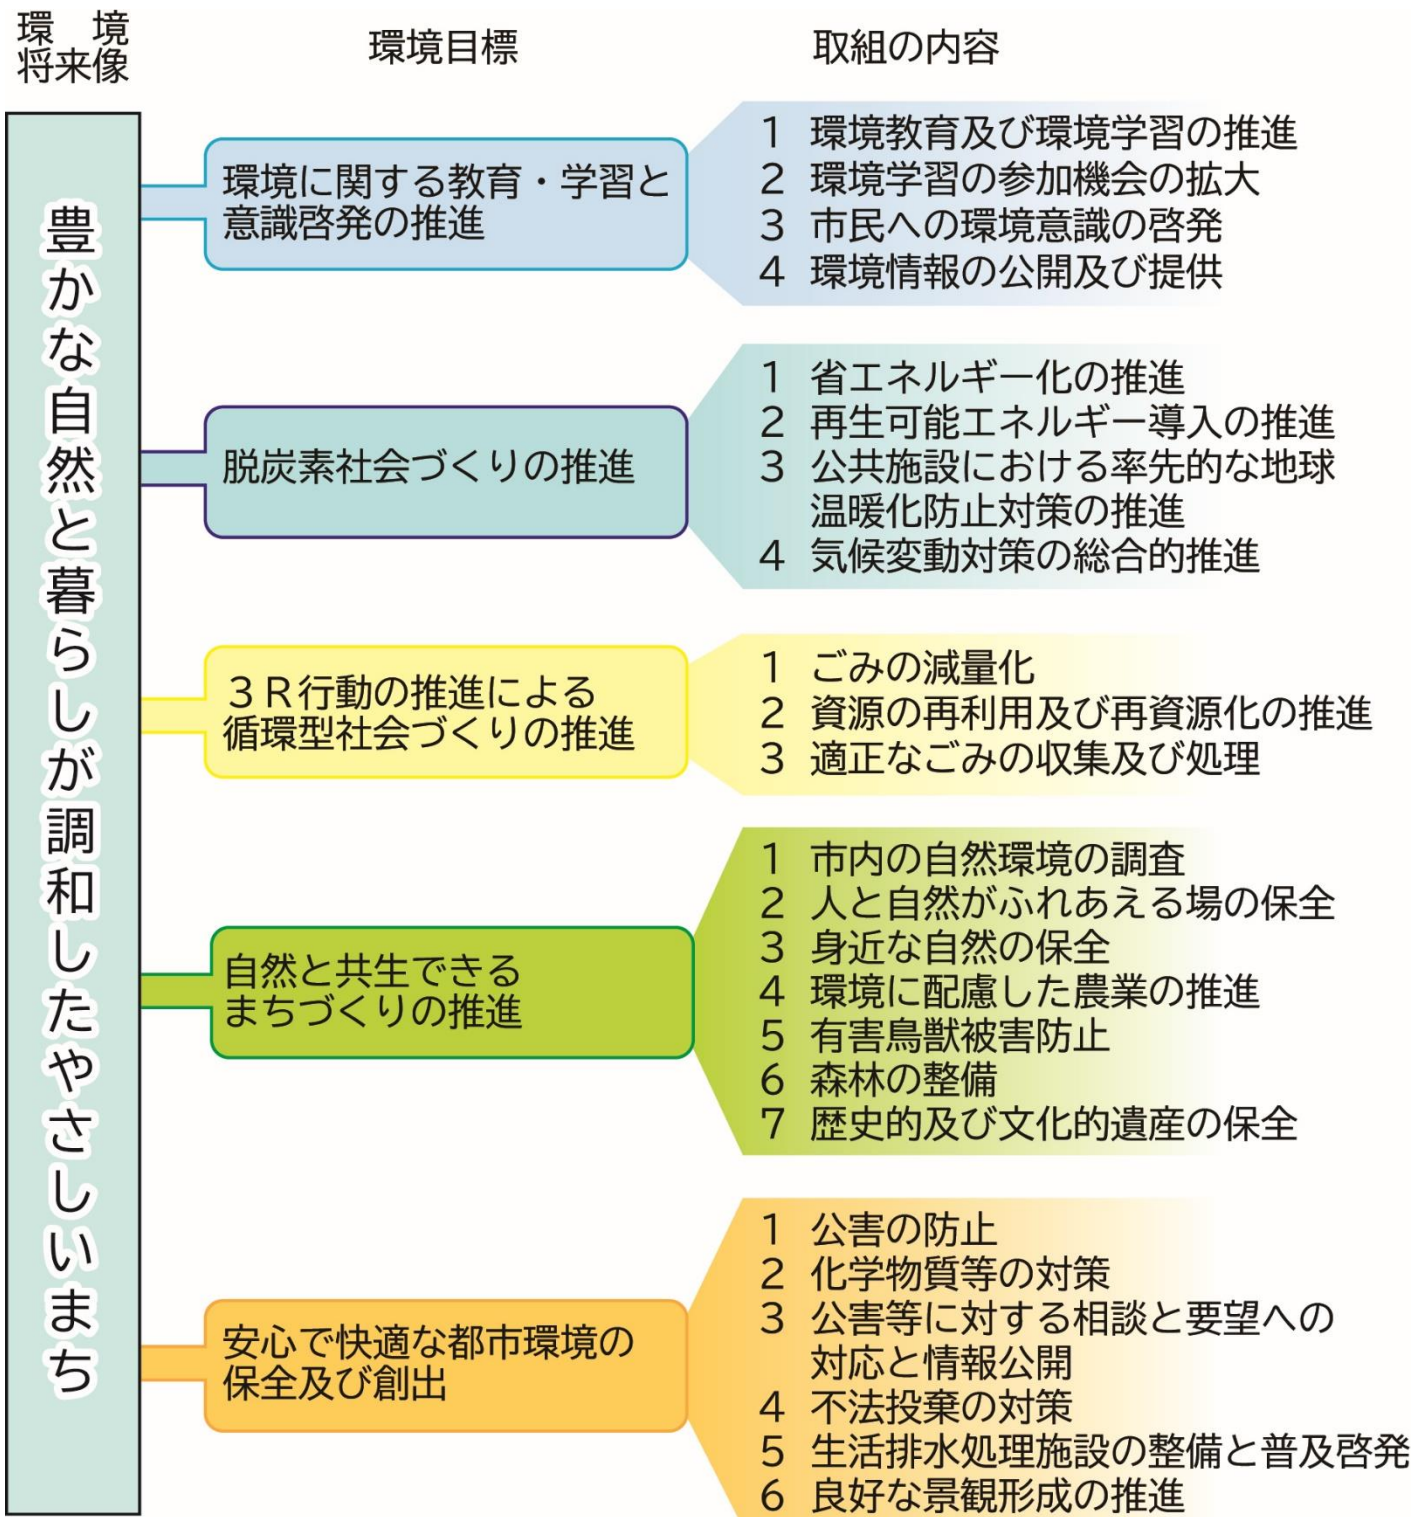 環　境
将来像
環境目標
取組の内容
豊かな自然と暮らしが調和したやさしいまち
環境に関する教育・学習と
意識啓発の推進
1 環境教育及び環境学習の推進
2 環境学習の参加機会の拡大
3 市民への環境意識の啓発
4 環境情報の公開及び提供
脱炭素社会づくりの推進
1 省エネルギー化の推進
2 再生可能エネルギー導入の推進
3 公共施設における率先的な地球
温暖化防止対策の推進
4 気候変動対策の総合的推進
３Ｒ行動の推進による
循環型社会づくりの推進
1 ごみの減量化
2 資源の再利用及び再資源化の推進
3 適正なごみの収集及び処理
自然と共生できる
まちづくりの推進
1 市内の自然環境の調査
2 人と自然がふれあえる場の保全
3 身近な自然の保全
4 環境に配慮した農業の推進
5 有害鳥獣被害防止
6 森林の整備
7 歴史的及び文化的遺産の保全
安心で快適な都市環境の
保全及び創出
1 公害の防止
2 化学物質等の対策
3 公害等に対する相談と要望への
対応と情報公開
4 不法投棄の対策
5 生活排水処理施設の整備と普及啓発
6 良好な景観形成の推進